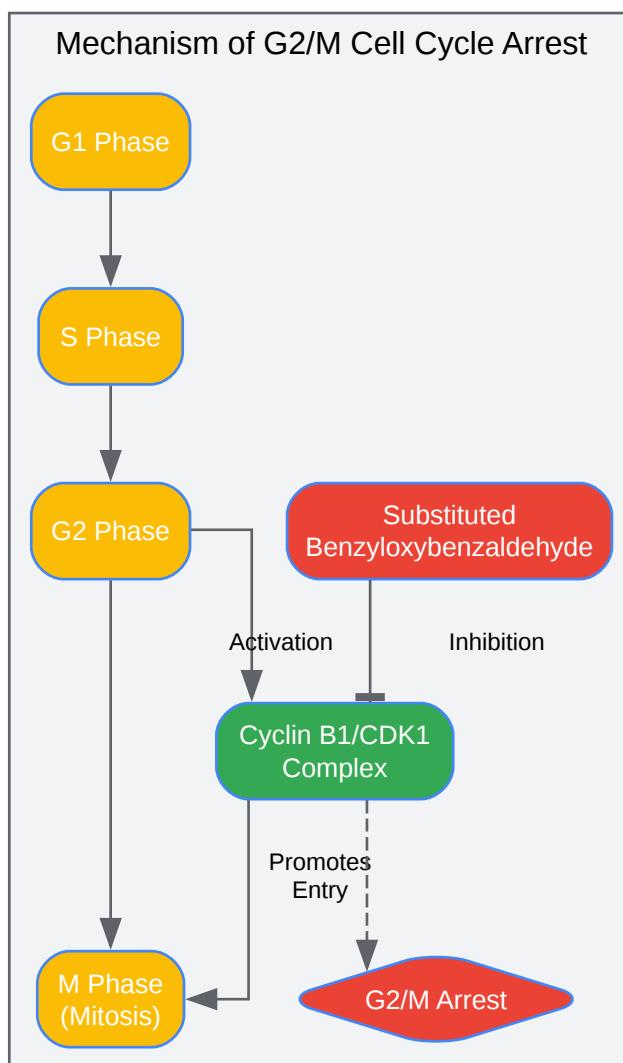 Mechanism of G2/M Cell Cycle Arrest
G1 Phase
S Phase
G2 Phase
Substituted
Benzyloxybenzaldehyde
Activation
Inhibition
Cyclin B1/CDK1
Complex
Promotes
Entry
M Phase
(Mitosis)
G2/M Arrest